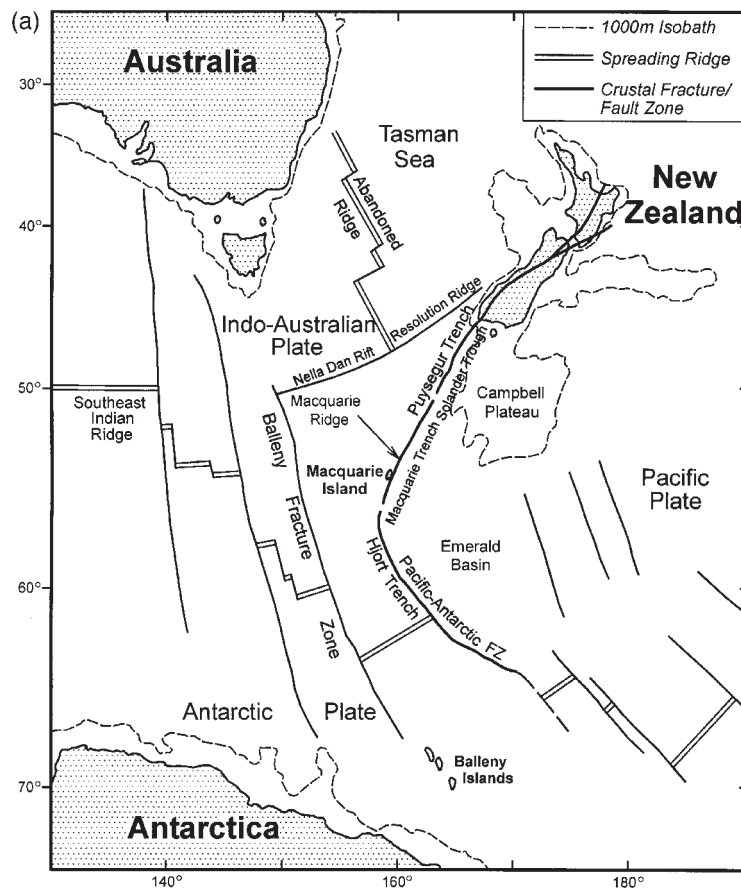 (a)
1000m Isobath
Spreading Ridge
Crustal Fracture/
Fault Zone
Australia
30°
Tasman
Sea
New
Zealand
Abandoned
Ridge
40°
Indo-Australian
Plate
Resolution Ridge
Nella Dan Rift
Puysegur Trench
Solander Trough
Campbell
Plateau
50°
Southeast
Indian
Ridge
Macquarie
Ridge
Balleny
Fracture
Zone
Macquarie
Island
Macquarie Trench
Pacific
Plate
Emerald
Basin
Hjort Trench
Pacific-Antarctic FZ
60°
Antarctic
Plate
Balleny
Islands
70°
Antarctica
140°
150°
160°
170°
180°